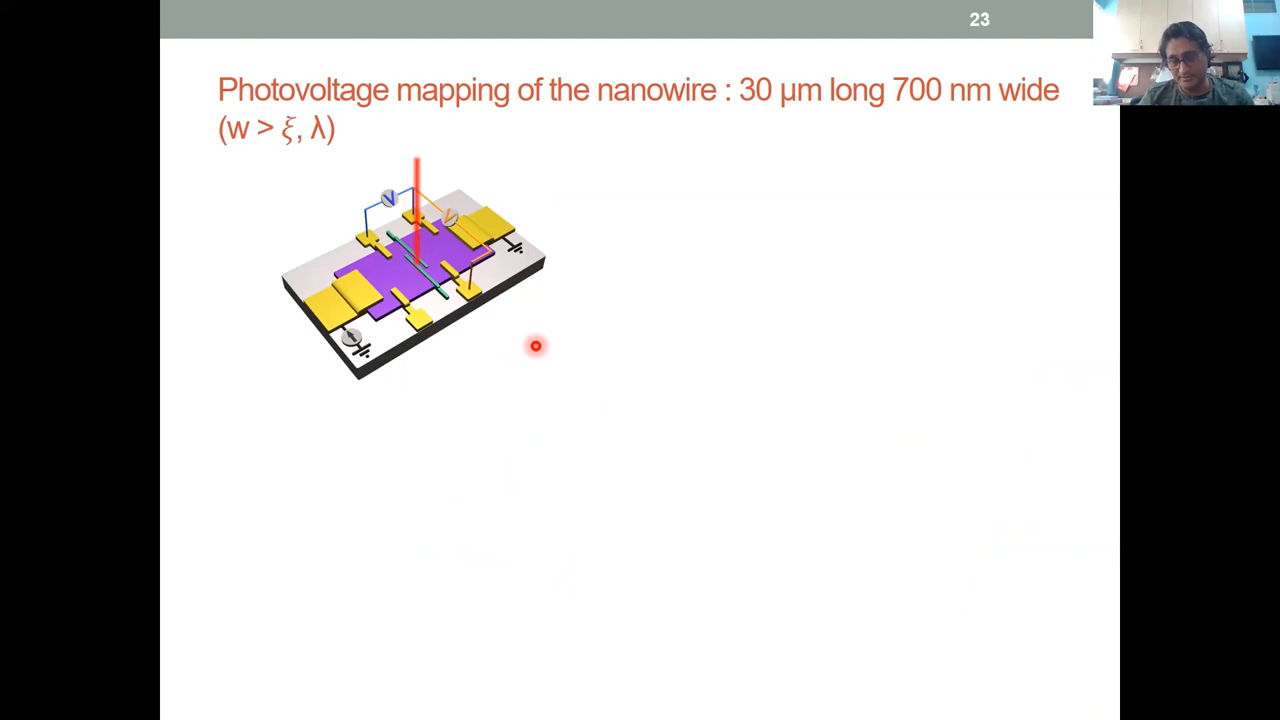 23
Photovoltage mapping of the nanowire : 30 μm long 700 nm wide
(w > ξ, λ)
V
V